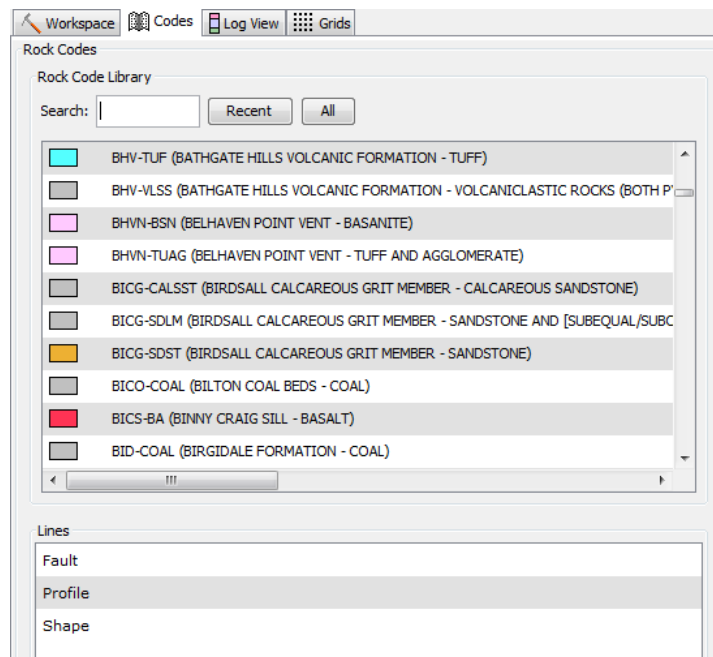 Workspace Codes Log View Grids
Rock Codes
Rock Code Library
Search: Recent All
BHV-TUF (BATHGATE HILLS VOLCANIC FORMATION - TUFF)
BHV-VLSS (BATHGATE HILLS VOLCANIC FORMATION - VOLCANICLASTIC ROCKS (BOTH P
BHVN-BSN (BELHAVEN POINT VENT - BASANITE)
BHVN-TUAG (BELHAVEN POINT VENT - TUFF AND AGGLOMERATE)
BICG-CALSST (BIRDSALL CALCAREOUS GRIT MEMBER - CALCAREOUS SANDSTONE)
BICG-SDLM (BIRDSALL CALCAREOUS GRIT MEMBER - SANDSTONE AND [SUBEQUAL/SUBO
BICG-SDST (BIRDSALL CALCAREOUS GRIT MEMBER - SANDSTONE)
BICO-COAL (BILTON COAL BEDS - COAL)
BICS-BA (BINNY CRAIG SILL - BASALT)
BID-COAL (BIRGIDALE FORMATION - COAL)
Lines
Fault
Profile
Shape